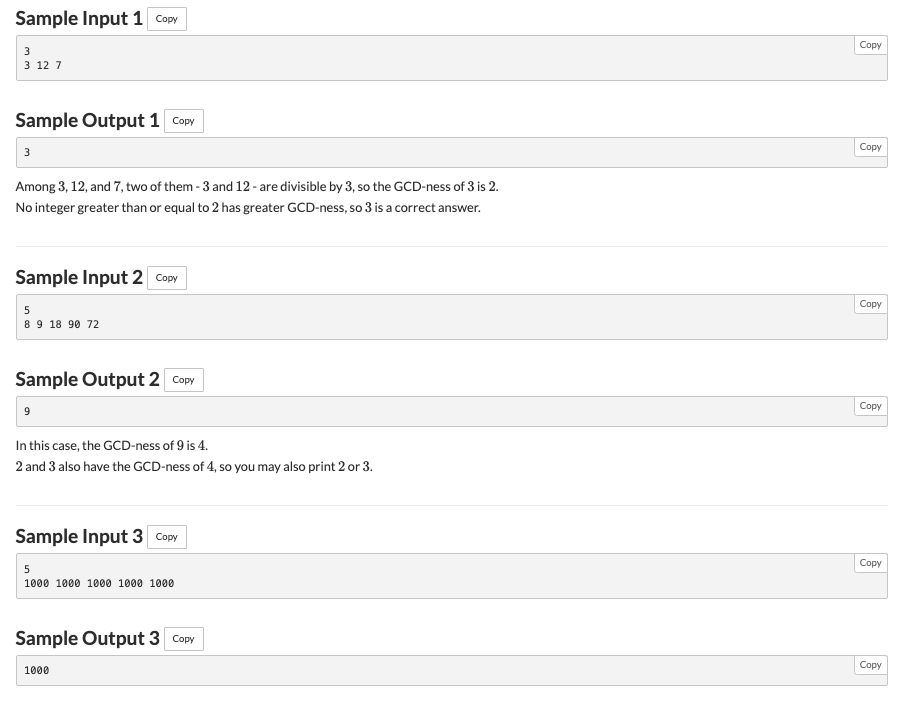 Sample Input 1 Copy
Copy
3
3 12 7
Sample Output 1 Copy
Copy
3
Among 3, 12, and 7, two of them - 3 and 12 - are divisible by 3, so the GCD-ness of 3 is 2.
No integer greater than or equal to 2 has greater GCD-ness, so 3 is a correct answer.
Sample Input 2 Copy
Copy
5
8 9 18 90 72
Sample Output 2 Copy
Copy
9
In this case, the GCD-ness of 9 is 4.
2 and 3 also have the GCD-ness of 4, so you may also print 2 or 3.
Sample Input 3 Copy
Copy
5
1000 1000 1000 1000 1000
Sample Output 3 Copy
Copy
1000